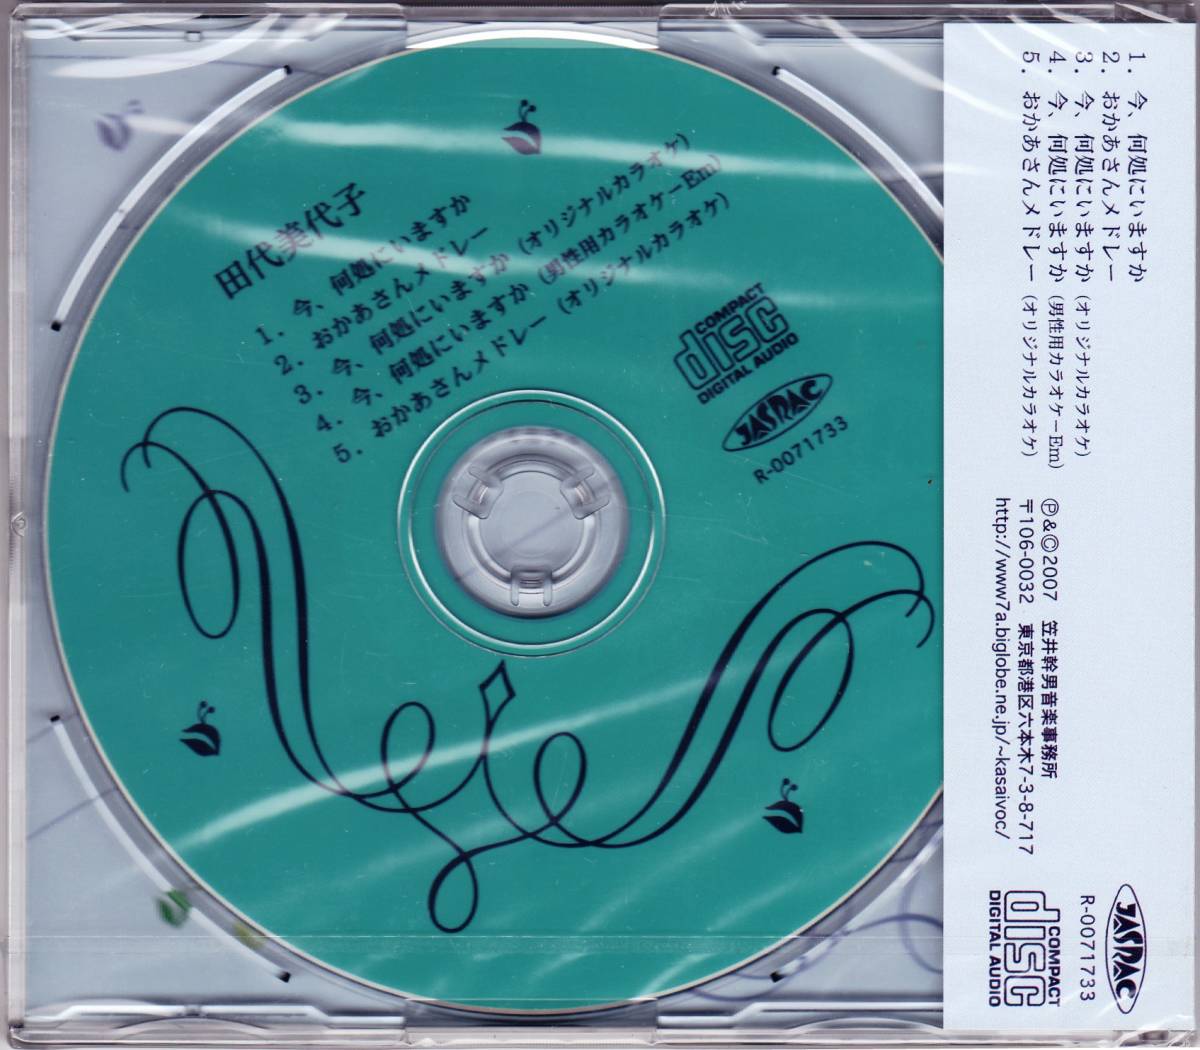 田代美代子
1. 今、何処にいますか
2. おかあさんメドレー
3. 今、何処にいますか (オリジナルカラオケ)
4. 今、何処にいますか (男性用カラオケーEm)
5. おかあさんメドレー (オリジナルカラオケ)
COMPACT
disc
DIGITAL AUDIO
JASRAC
R-0071733
1. 今、何処にいますか
2. おかあさんメドレー
3. 今、何処にいますか (オリジナルカラオケ)
4. 今、何処にいますか (男性用カラオケーEm)
5. おかあさんメドレー (オリジナルカラオケ)
Ⓟ&Ⓒ2007 笠井幹男音楽事務所
〒106-0032 東京都港区六本木7-3-8-717
http://www7a.biglobe.ne.jp/~kasaivoc/
JASRAC
R-0071733
COMPACT
disc
DIGITAL AUDIO